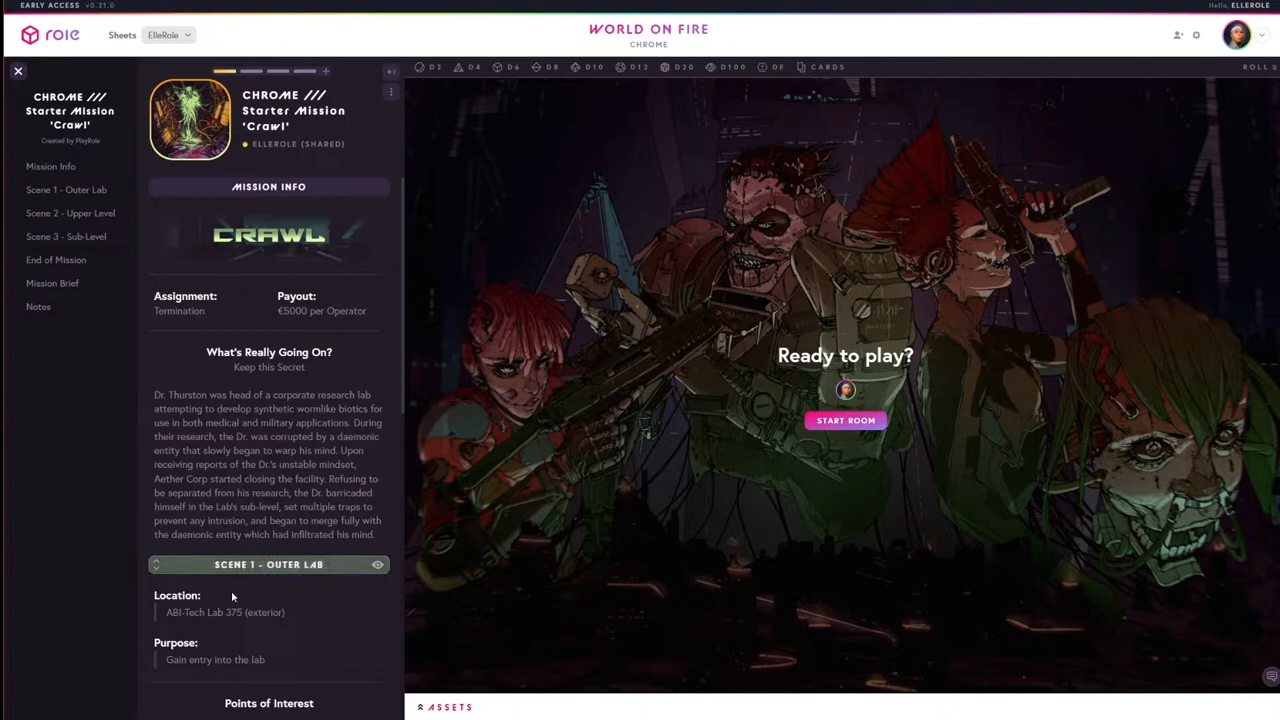 EARLY ACCESS v0.21.0
Hello, ELLEROLE
role
Sheets
ElleRole
WORLD ON FIRE
CHROME
D2
D4
D6
D8
D10
D12
D20
D100
DF
CARDS
ROLL
CHROME ///
Starter Mission
'Crawl'
Created by PlayRole
Mission Info
Scene 1 - Outer Lab
Scene 2 - Upper Level
Scene 3 - Sub-Level
End of Mission
Mission Brief
Notes
CHROME ///
Starter Mission
'Crawl'
ELLEROLE (SHARED)
MISSION INFO
CRAWL
Assignment:
Termination
Payout:
€5000 per Operator
What's Really Going On?
Keep this Secret
Dr. Thurston was head of a corporate research lab
attempting to develop synthetic wormlike biotics for
use in both medical and military applications. During
their research, the Dr. was corrupted by a daemonic
entity that slowly began to warp his mind. Upon
receiving reports of the Dr.'s unstable mindset,
Aether Corp started closing the facility. Refusing to
be separated from his research, the Dr. barricaded
himself in the Lab's sub-level, set multiple traps to
prevent any intrusion, and began to merge fully with
the daemonic entity which had infiltrated his mind.
SCENE 1 - OUTER LAB
Location:
ABI-Tech Lab 375 (exterior)
Purpose:
Gain entry into the lab
Points of Interest
Ready to play?
START ROOM
ASSETS